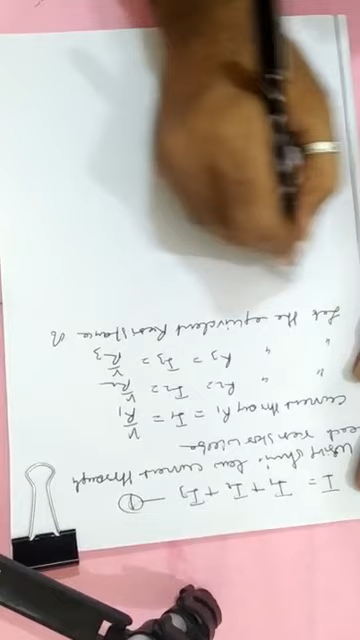 I = I₁ + I₂ + I₃ — ①
Using ohm's law current through
each resistor will be
current through R₁ = I₁ = V/R₁
" " R₂ = I₂ = V/R₂
" " R₃ = I₃ = V/R₃
Let the equivalent Resistance